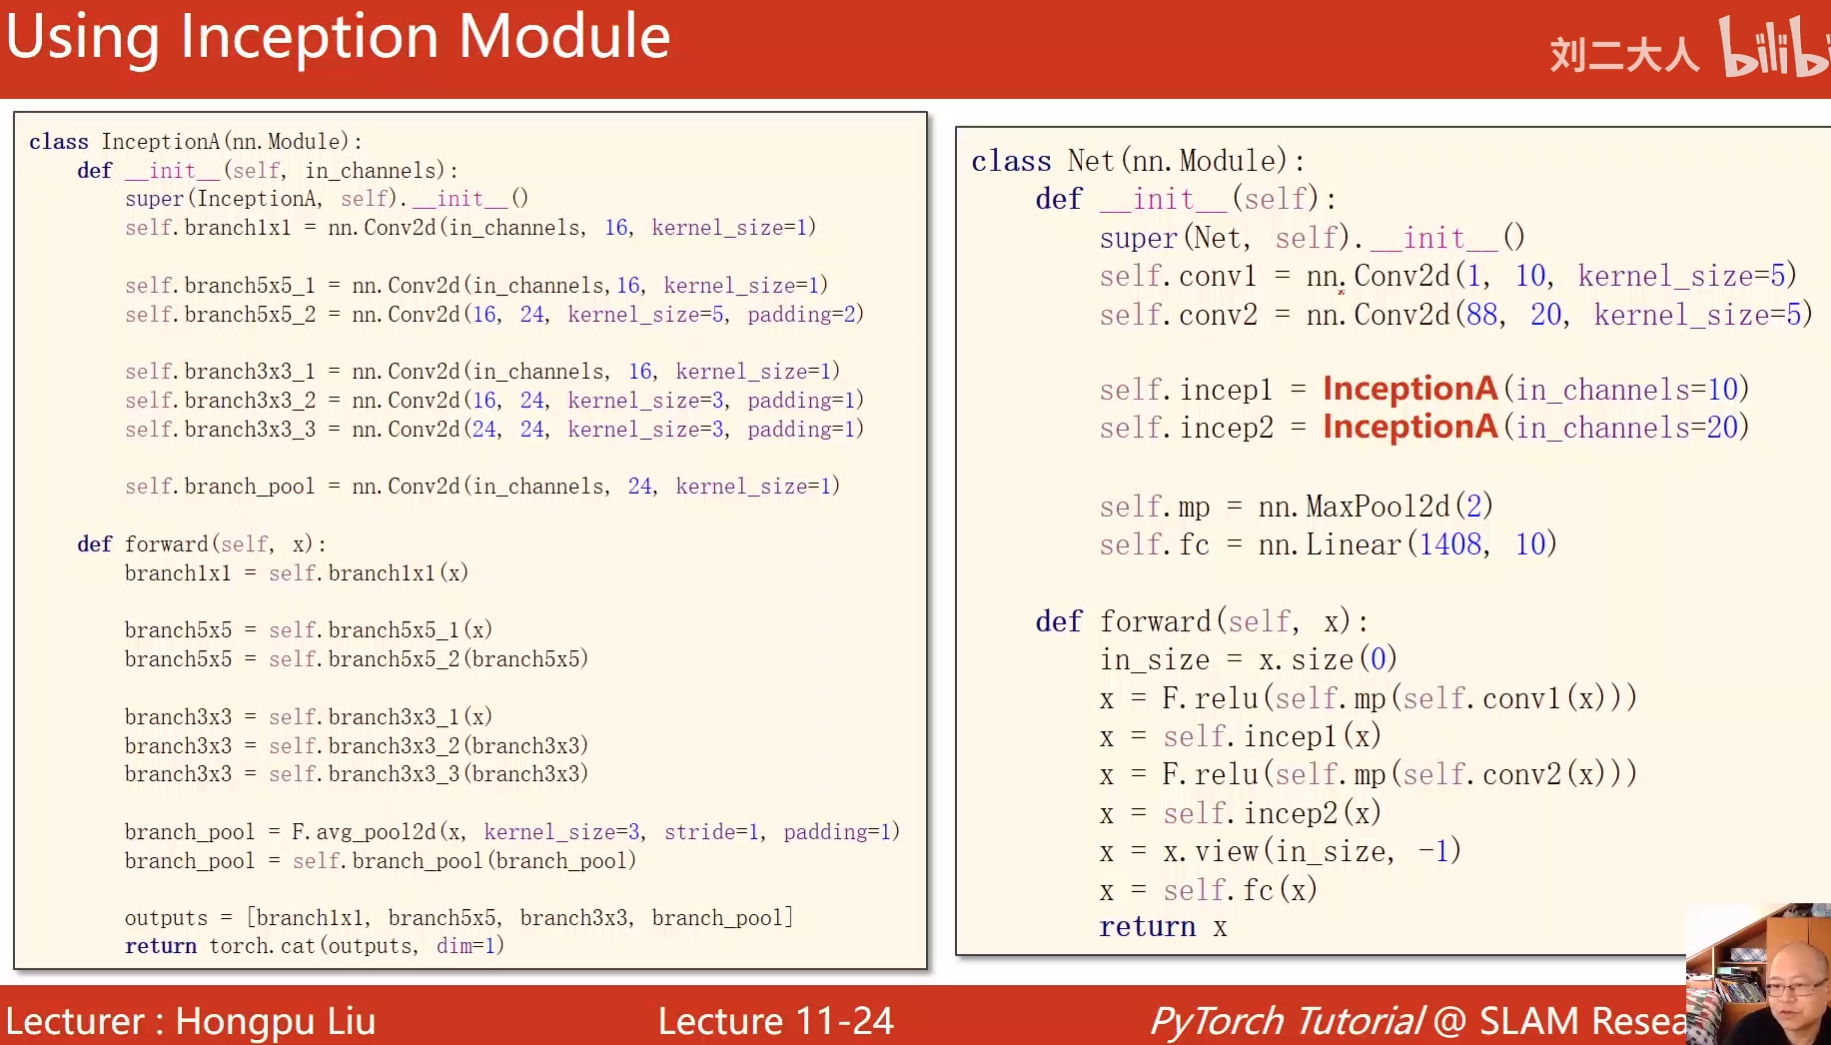 Using Inception Module
刘二大人 bilibi
class InceptionA(nn.Module):
    def __init__(self, in_channels):
        super(InceptionA, self).__init__()
        self.branch1x1 = nn.Conv2d(in_channels, 16, kernel_size=1)
        self.branch5x5_1 = nn.Conv2d(in_channels,16, kernel_size=1)
        self.branch5x5_2 = nn.Conv2d(16, 24, kernel_size=5, padding=2)
        self.branch3x3_1 = nn.Conv2d(in_channels, 16, kernel_size=1)
        self.branch3x3_2 = nn.Conv2d(16, 24, kernel_size=3, padding=1)
        self.branch3x3_3 = nn.Conv2d(24, 24, kernel_size=3, padding=1)
        self.branch_pool = nn.Conv2d(in_channels, 24, kernel_size=1)
    def forward(self, x):
        branch1x1 = self.branch1x1(x)
        branch5x5 = self.branch5x5_1(x)
        branch5x5 = self.branch5x5_2(branch5x5)
        branch3x3 = self.branch3x3_1(x)
        branch3x3 = self.branch3x3_2(branch3x3)
        branch3x3 = self.branch3x3_3(branch3x3)
        branch_pool = F.avg_pool2d(x, kernel_size=3, stride=1, padding=1)
        branch_pool = self.branch_pool(branch_pool)
        outputs = [branch1x1, branch5x5, branch3x3, branch_pool]
        return torch.cat(outputs, dim=1)
class Net(nn.Module):
    def __init__(self):
        super(Net, self).__init__()
        self.conv1 = nn.Conv2d(1, 10, kernel_size=5)
        self.conv2 = nn.Conv2d(88, 20, kernel_size=5)
        self.incep1 = InceptionA(in_channels=10)
        self.incep2 = InceptionA(in_channels=20)
        self.mp = nn.MaxPool2d(2)
        self.fc = nn.Linear(1408, 10)
    def forward(self, x):
        in_size = x.size(0)
        x = F.relu(self.mp(self.conv1(x)))
        x = self.incep1(x)
        x = F.relu(self.mp(self.conv2(x)))
        x = self.incep2(x)
        x = x.view(in_size, -1)
        x = self.fc(x)
        return x
Lecturer : Hongpu Liu
Lecture 11-24
PyTorch Tutorial @ SLAM Resea